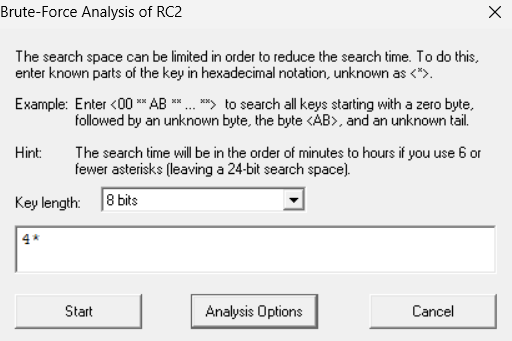 Brute-Force Analysis of RC2
The search space can be limited in order to reduce the search time. To do this,
enter known parts of the key in hexadecimal notation, unknown as <*>.
Example: Enter <00 ** AB ** ... **> to search all keys starting with a zero byte,
followed by an unknown byte, the byte <AB>, and an unknown tail.
Hint: The search time will be in the order of minutes to hours if you use 6 or
fewer asterisks (leaving a 24-bit search space).
Key length: 8 bits
4*
Start Analysis Options Cancel